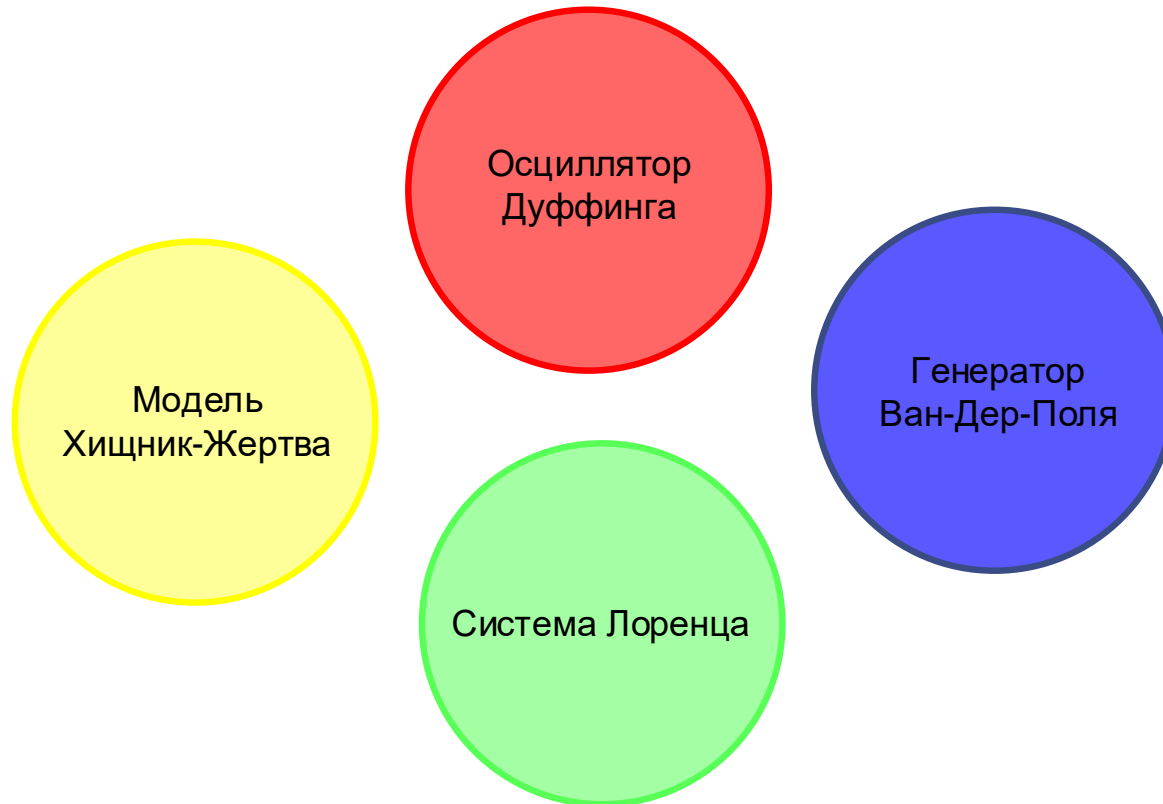 Осциллятор
Дуффинга
Модель
Хищник-Жертва
Генератор
Ван-Дер-Поля
Система Лоренца